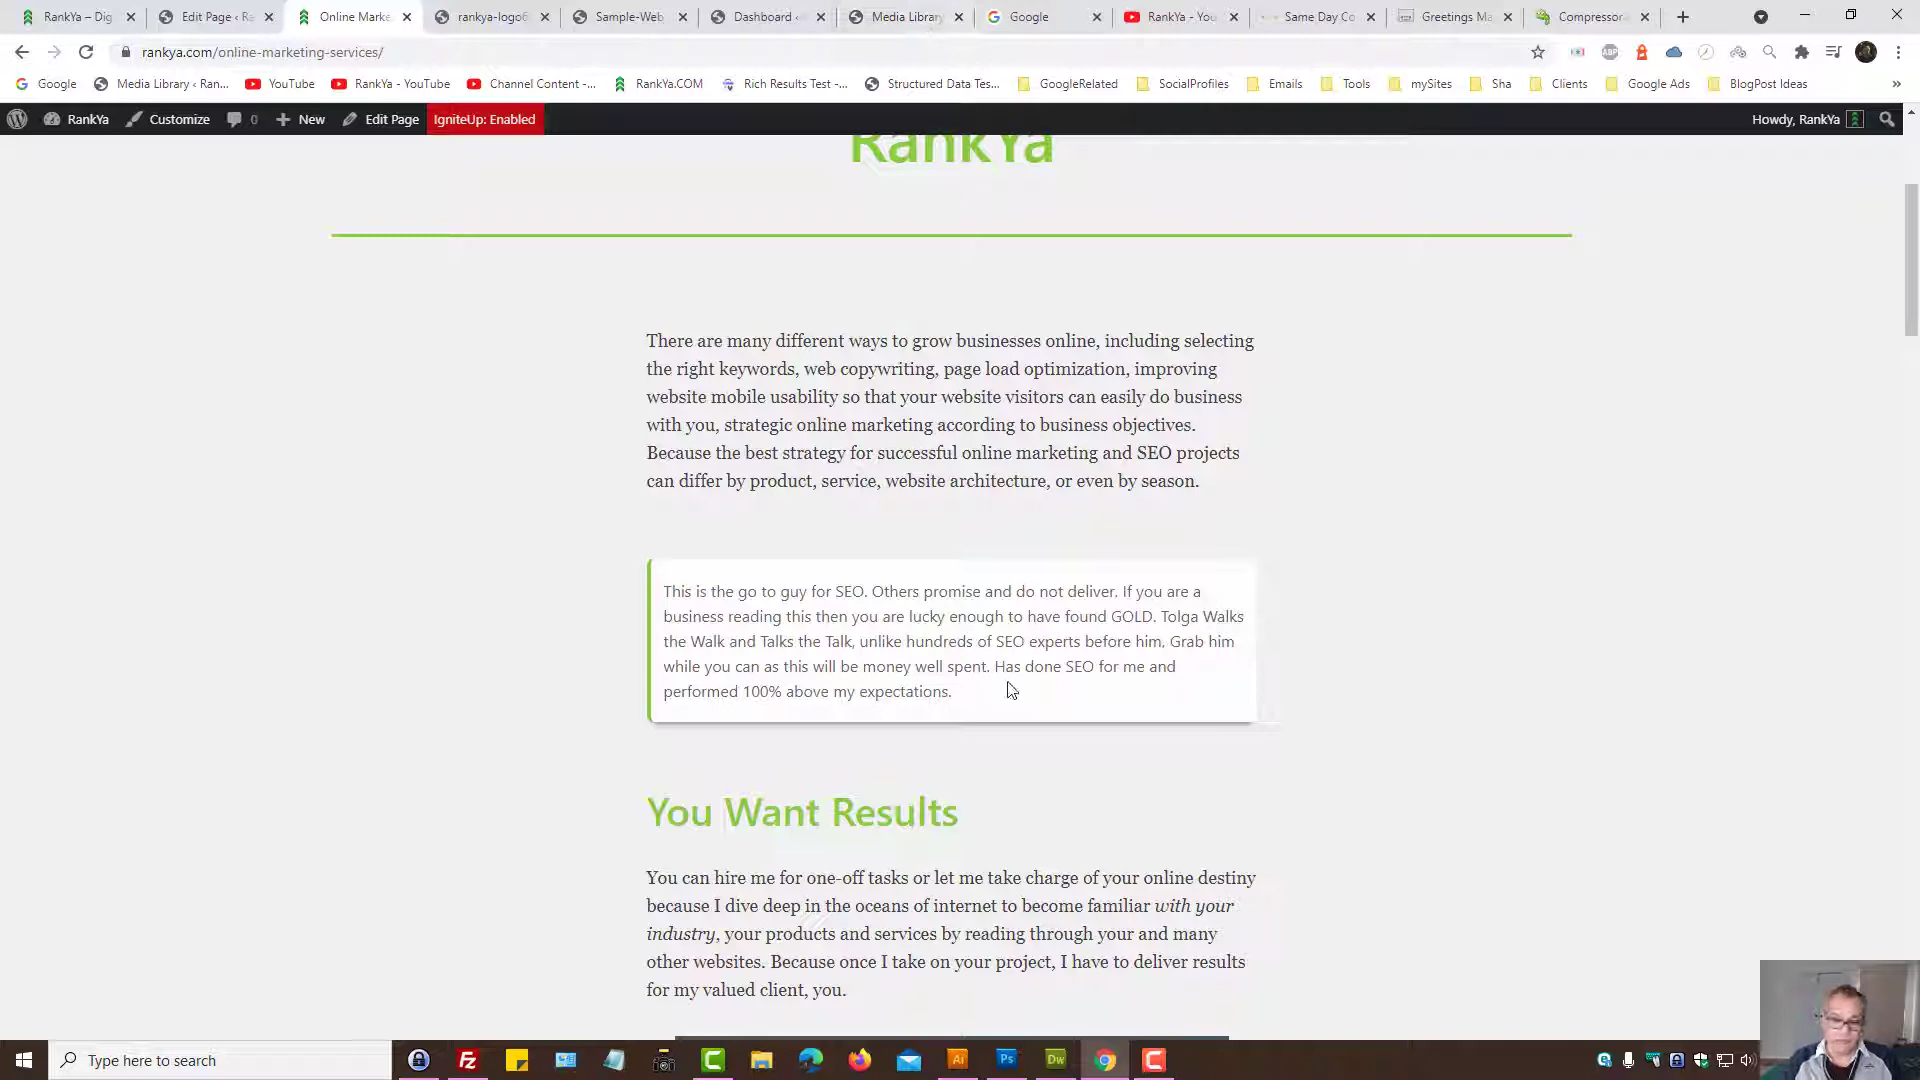 RankYa – Dig
Edit Page ‹ R
Online Marke
rankya-logo6
Sample-Web
Dashboard ‹
Media Library
Google
RankYa - You
Same Day Co
Greetings Ma
Compressor
rankya.com/online-marketing-services/
ABP
Google
Media Library ‹ Ran...
YouTube
RankYa - YouTube
Channel Content -...
RankYa.COM
Rich Results Test -...
Structured Data Tes...
GoogleRelated
SocialProfiles
Emails
Tools
mySites
Sha
Clients
Google Ads
BlogPost Ideas
»
RankYa
Customize
0
New
Edit Page
IgniteUp: Enabled
Howdy, RankYa
RankYa
There are many different ways to grow businesses online, including selecting
the right keywords, web copywriting, page load optimization, improving
website mobile usability so that your website visitors can easily do business
with you, strategic online marketing according to business objectives.
Because the best strategy for successful online marketing and SEO projects
can differ by product, service, website architecture, or even by season.
This is the go to guy for SEO. Others promise and do not deliver. If you are a
business reading this then you are lucky enough to have found GOLD. Tolga Walks
the Walk and Talks the Talk, unlike hundreds of SEO experts before him. Grab him
while you can as this will be money well spent. Has done SEO for me and
performed 100% above my expectations.
You Want Results
You can hire me for one-off tasks or let me take charge of your online destiny
because I dive deep in the oceans of internet to become familiar with your
industry, your products and services by reading through your and many
other websites. Because once I take on your project, I have to deliver results
for my valued client, you.
Type here to search
Fz
Ai
Ps
Dw